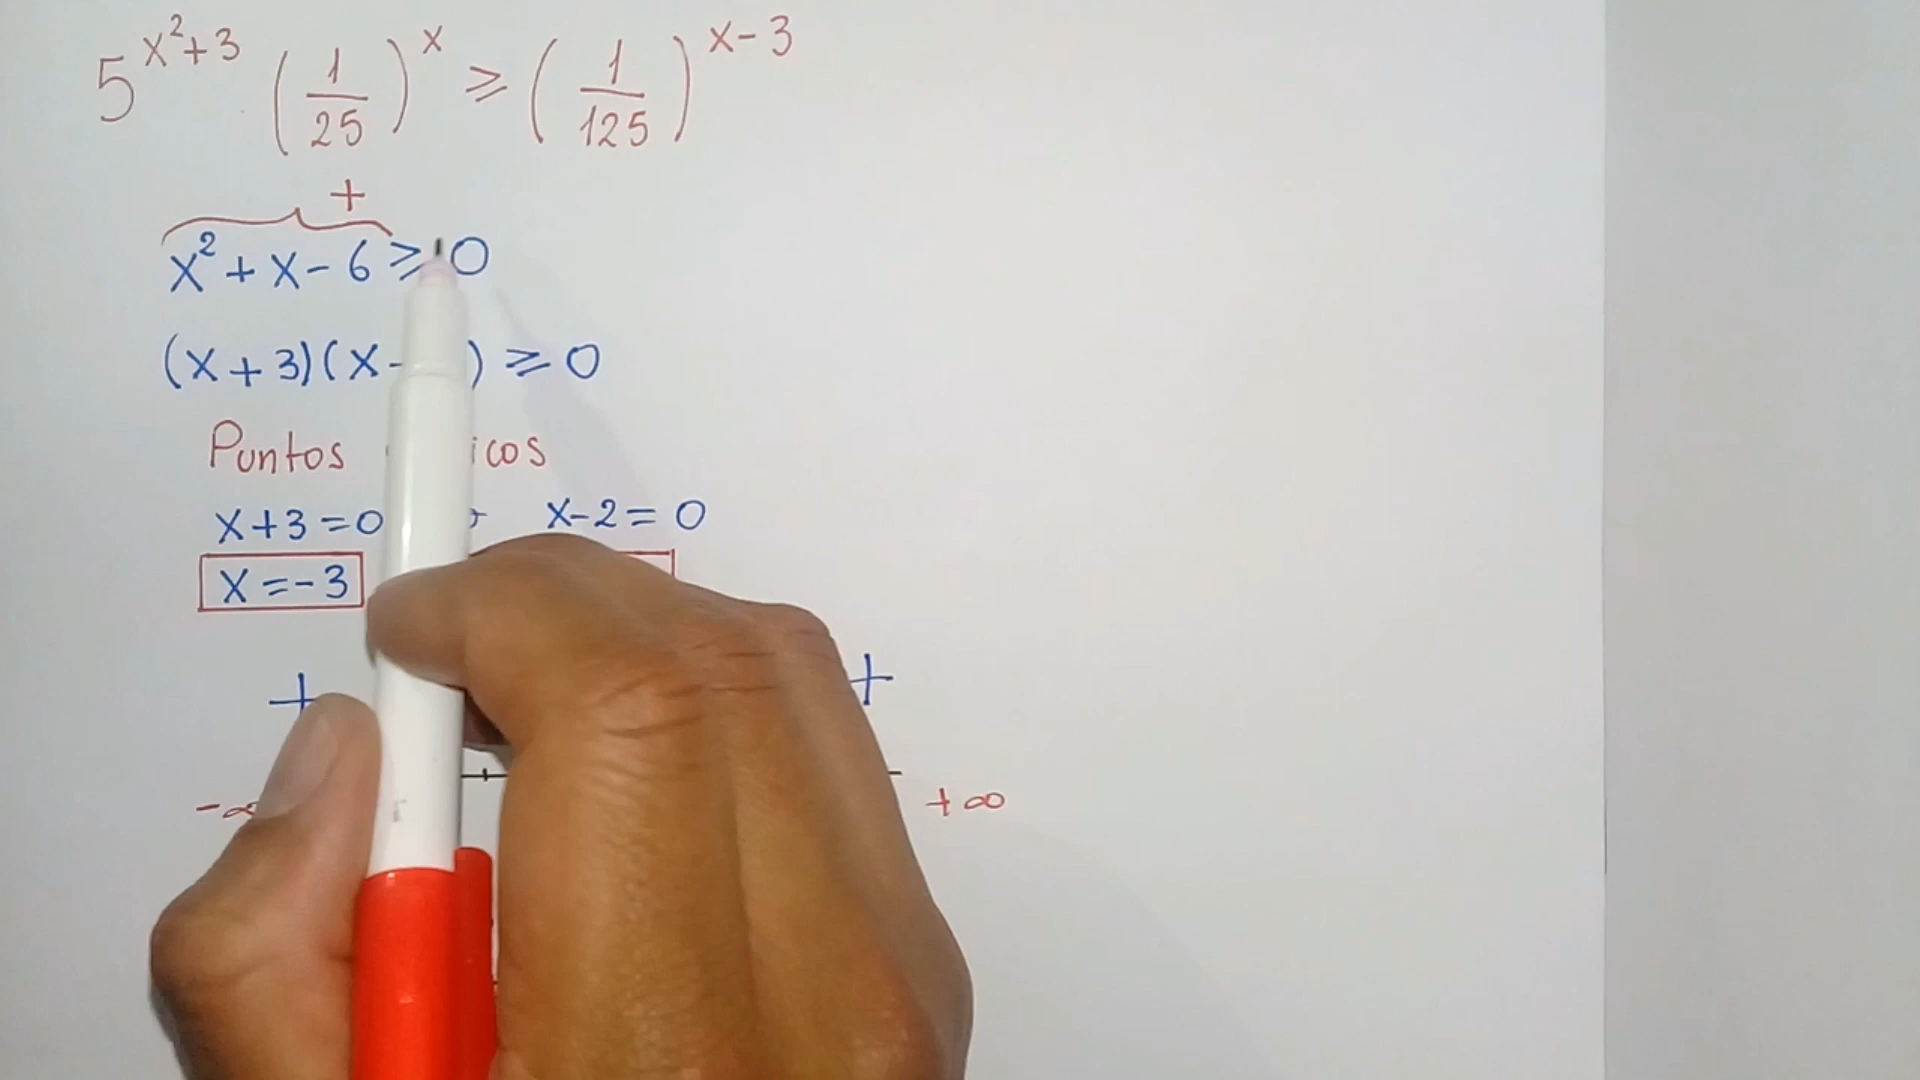 5^{x²+3} (1/25)^x ≥ (1/125)^{x-3}
+
x² + x - 6 ≥ 0
(x + 3)(x - ) ≥ 0
Puntos
x+3=0 x-2=0
x=-3
+ +
-∞ +∞